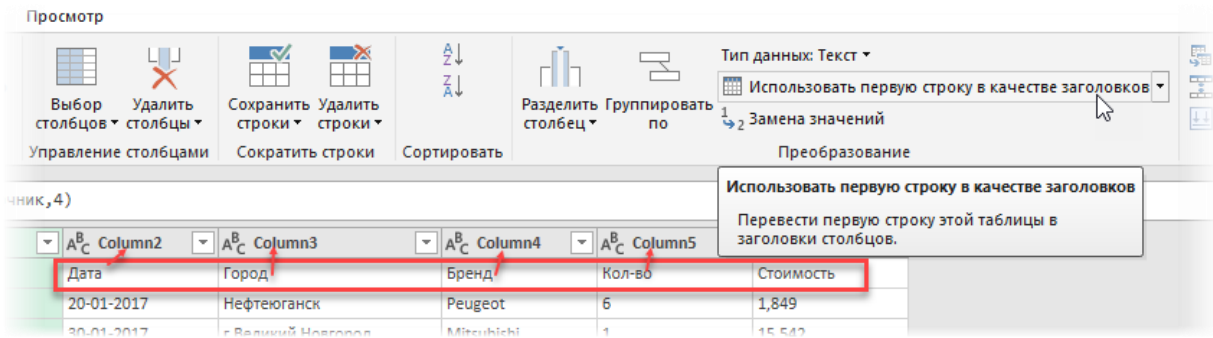 Просмотр
Выбор столбцов
Удалить столбцы
Управление столбцами
Сохранить строки
Удалить строки
Сократить строки
Сортировать
Разделить столбец
Группировать по
Тип данных: Текст
Использовать первую строку в качестве заголовков
Замена значений
Преобразование
Использовать первую строку в качестве заголовков
Перевести первую строку этой таблицы в
заголовки столбцов.
чник,4)
Column2 Column3 Column4 Column5
Дата Город Бренд Кол-во Стоимость
20-01-2017 Нефтеюганск Peugeot 6 1,849
30-01-2017 г.Великий Новгород Mitsubishi 1 15,542